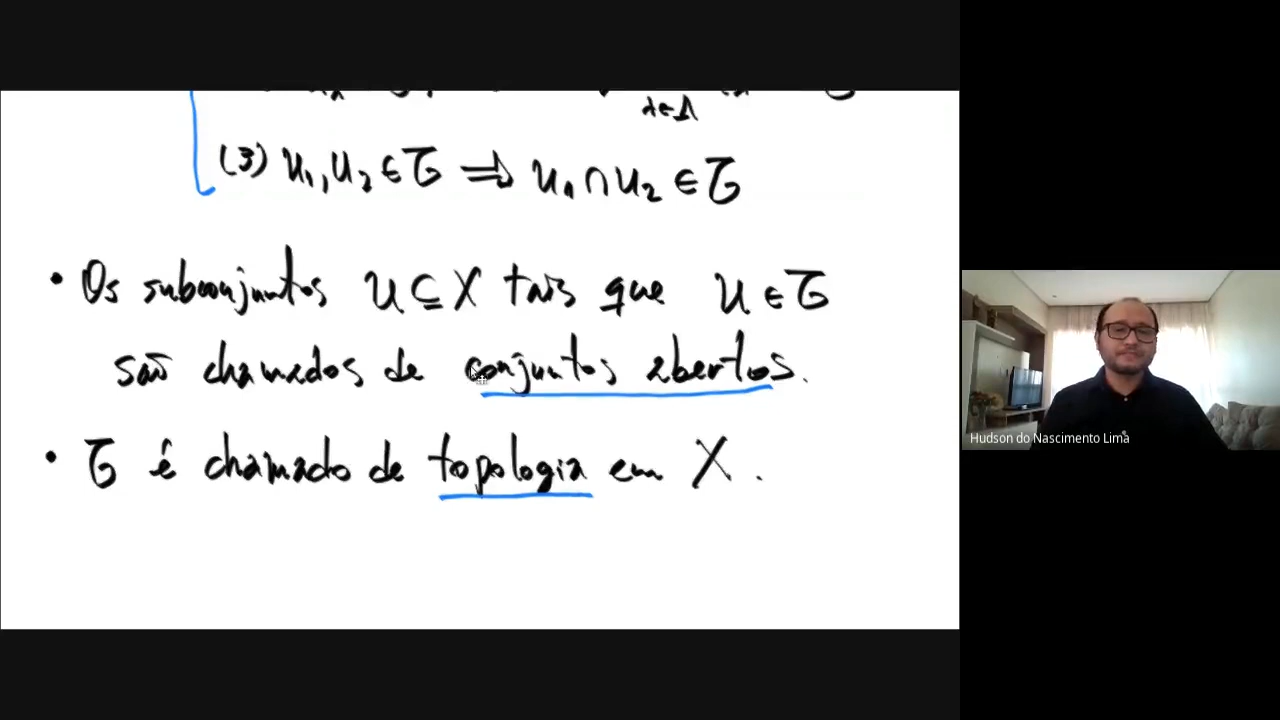 λ∈Λ
(3) U₁, U₂ ∈ 𝒯 ⟹ U₁ ∩ U₂ ∈ 𝒯
• Os subconjuntos U ⊆ X tais que U ∈ 𝒯
são chamados de conjuntos abertos.
• 𝒯 é chamado de topologia em X.
Hudson do Nascimento Lima